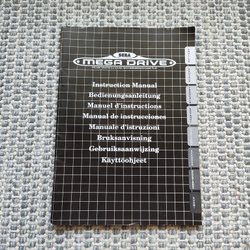 SEGA
MEGA DRIVE
Instruction Manual
Bedienungsanleitung
Manuel d'instructions
Manual de instrucciones
Manuale d'istruzioni
Bruksanvisning
Gebruiksaanwijzing
Käyttöohjeet